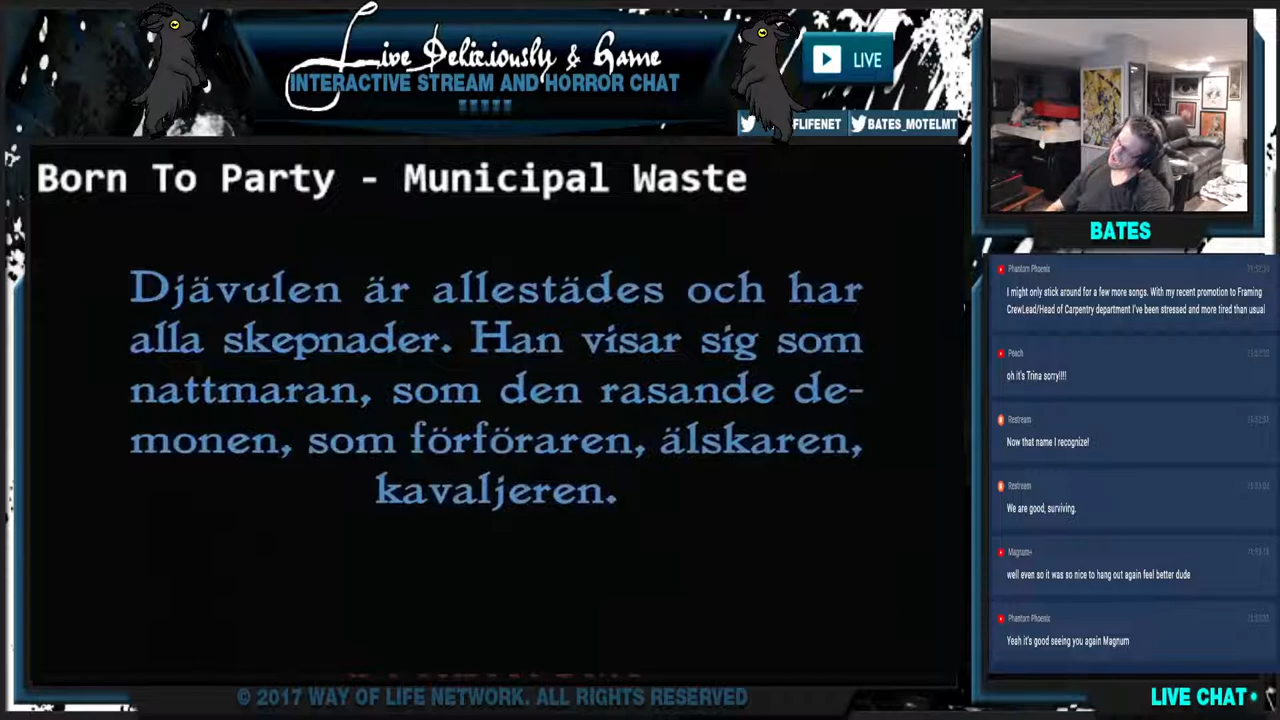 Live Deliciously & Game
INTERACTIVE STREAM AND HORROR CHAT
LIVE
FLIFENET
BATES_MOTELMT
Born To Party - Municipal Waste
Djävulen är allestädes och har
alla skepnader. Han visar sig som
nattmaran, som den rasande de-
monen, som förföraren, älskaren,
kavaljeren.
© 2017 WAY OF LIFE NETWORK. ALL RIGHTS RESERVED
BATES
Phantom Phoenix
I might only stick around for a few more songs. With my recent promotion to Framing
CrewLead/Head of Carpentry department I've been stressed and more tired than usual
Peach
oh it's Trina sorry!!!!
Restream
Now that name I recognize!
Restream
We are good, surviving.
Magnum+
well even so it was so nice to hang out again feel better dude
Phantom Phoenix
Yeah it's good seeing you again Magnum
LIVE CHAT